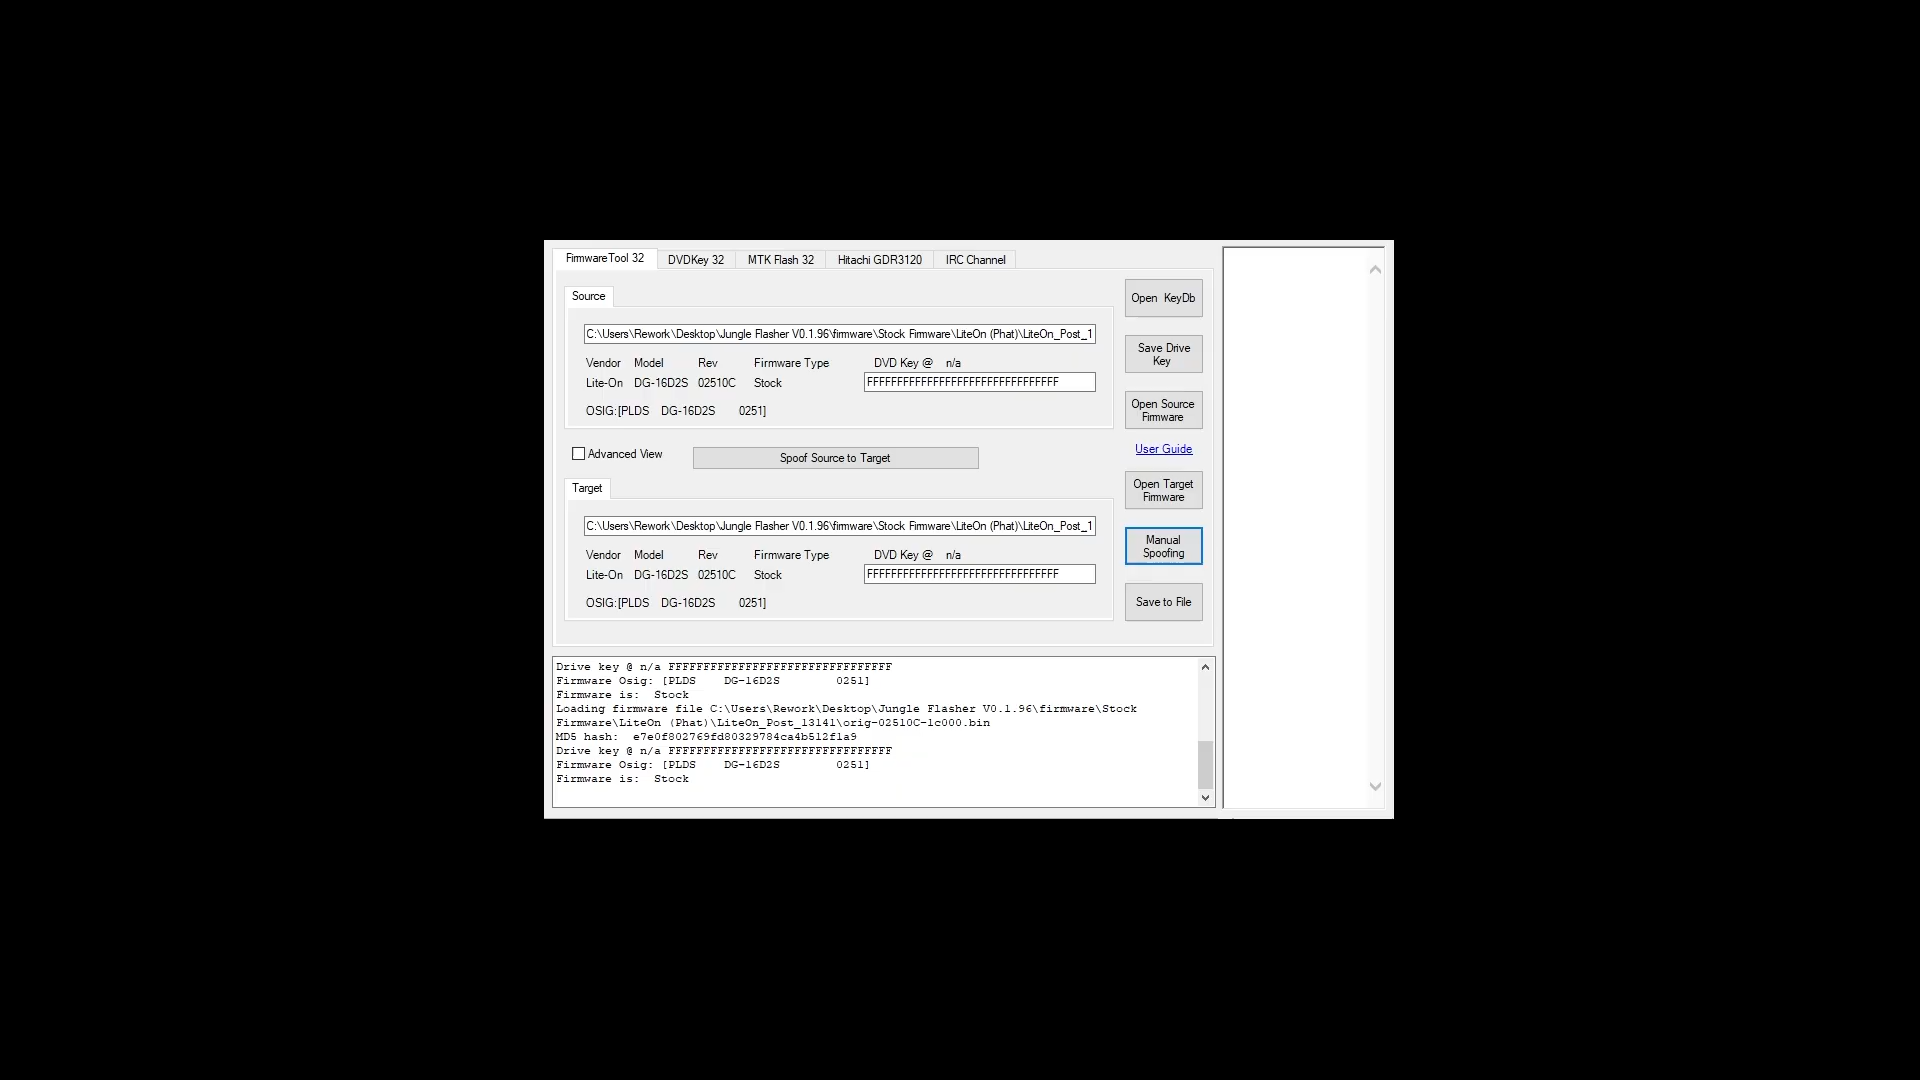 FirmwareTool 32 DVDKey 32 MTK Flash 32 Hitachi GDR3120 IRC Channel
Source
C:\Users\Rework\Desktop\Jungle Flasher V0.1.96\firmware\Stock Firmware\LiteOn (Phat)\LiteOn_Post_1
Vendor Model Rev Firmware Type DVD Key @ n/a
Lite-On DG-16D2S 02510C Stock FFFFFFFFFFFFFFFFFFFFFFFFFFFFFFFF
OSIG:[PLDS DG-16D2S 0251]
Advanced View Spoof Source to Target
Target
C:\Users\Rework\Desktop\Jungle Flasher V0.1.96\firmware\Stock Firmware\LiteOn (Phat)\LiteOn_Post_1
Vendor Model Rev Firmware Type DVD Key @ n/a
Lite-On DG-16D2S 02510C Stock FFFFFFFFFFFFFFFFFFFFFFFFFFFFFFFF
OSIG:[PLDS DG-16D2S 0251]
Open KeyDb
Save Drive
Key
Open Source
Firmware
User Guide
Open Target
Firmware
Manual
Spoofing
Save to File
Drive key @ n/a FFFFFFFFFFFFFFFFFFFFFFFFFFFFFFFF
Firmware Osig: [PLDS DG-16D2S 0251]
Firmware is: Stock
Loading firmware file C:\Users\Rework\Desktop\Jungle Flasher V0.1.96\firmware\Stock
Firmware\LiteOn (Phat)\LiteOn_Post_13141\orig-02510C-1c000.bin
MD5 hash: e7e0f802769fd80329784ca4b512f1a9
Drive key @ n/a FFFFFFFFFFFFFFFFFFFFFFFFFFFFFFFF
Firmware Osig: [PLDS DG-16D2S 0251]
Firmware is: Stock